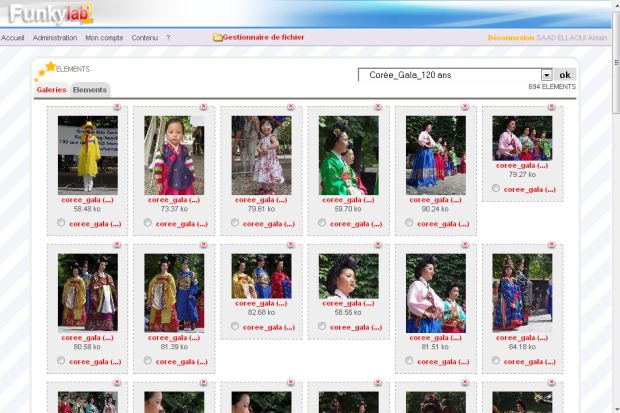 Funkylab2
Accueil Administration Mon compte Contenu ? Gestionnaire de fichier Déconnexion SAAD ELLAOUI Aiman
ELEMENTS
Corée_Gala_120 ans ok
Galeries Elements 694 ELEMENTS
coree_gala (...) coree_gala (...) coree_gala (...) coree_gala (...) coree_gala (...) coree_gala (...)
58.48 ko 73.37 ko 79.61 ko 59.70 ko 90.24 ko 79.27 ko
coree_gala (...) coree_gala (...) coree_gala (...) coree_gala (...) coree_gala (...) coree_gala (...)
coree_gala (...) coree_gala (...) coree_gala (...) coree_gala (...) coree_gala (...) coree_gala (...)
80.58 ko 81.39 ko 82.68 ko 58.56 ko 81.51 ko 84.18 ko
coree_gala (...) coree_gala (...) coree_gala (...) coree_gala (...) coree_gala (...) coree_gala (...)